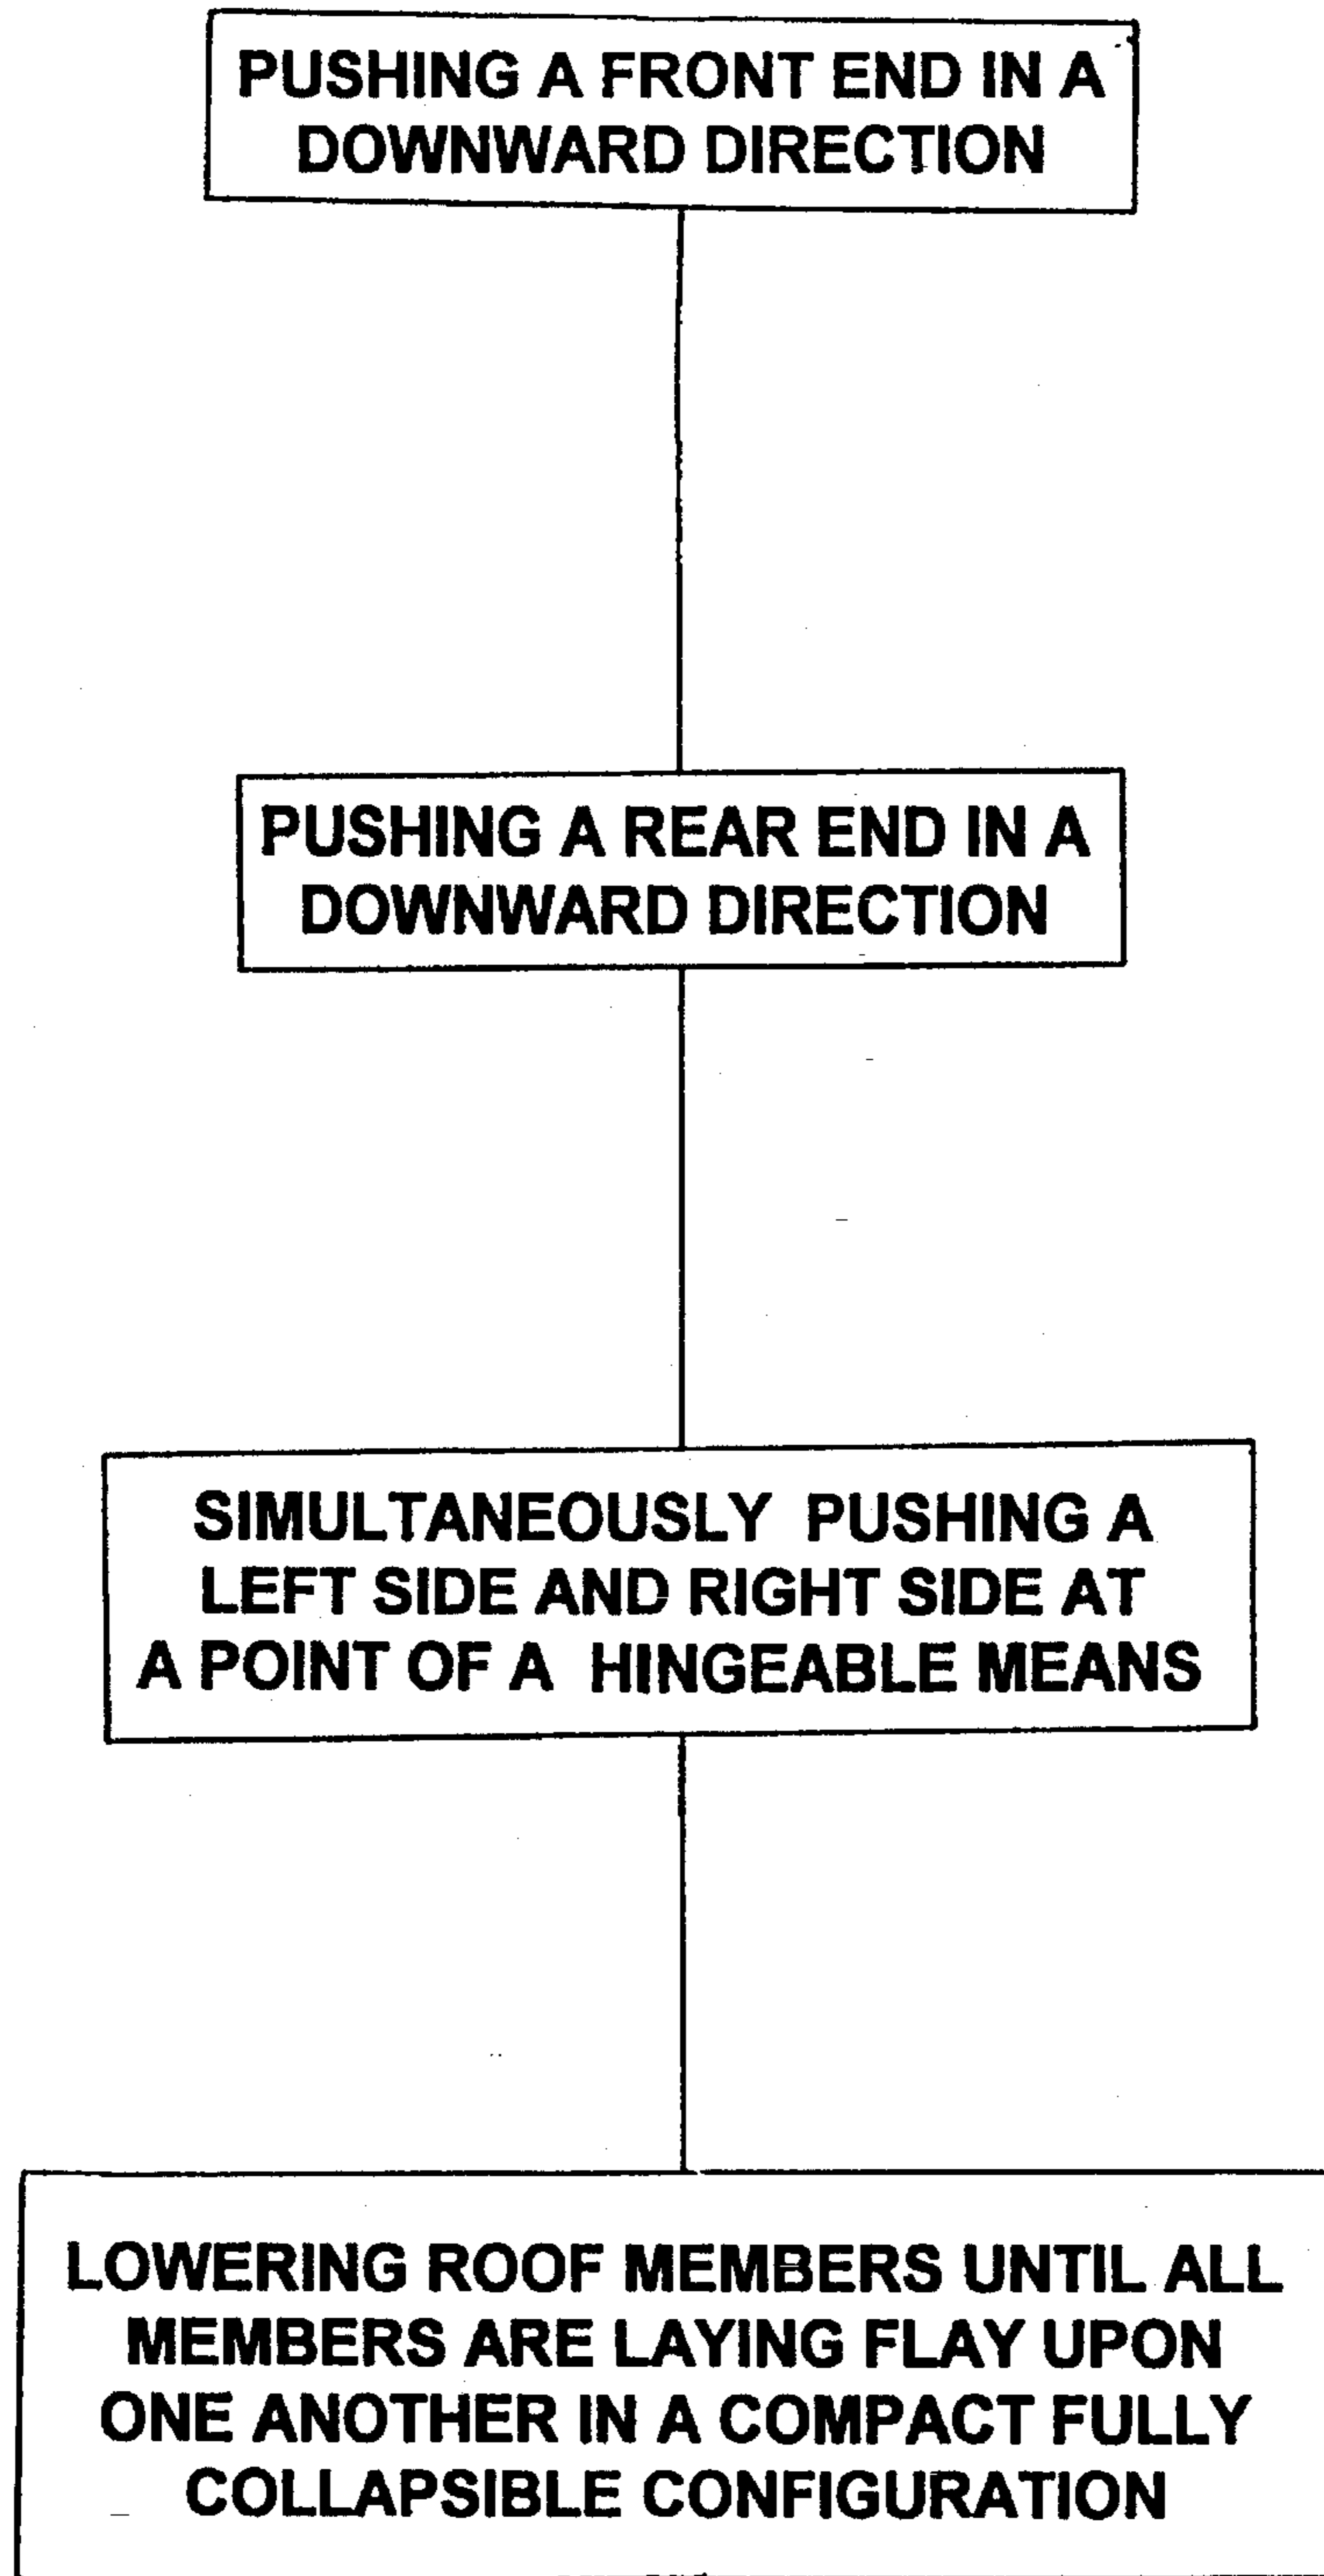 PUSHING A FRONT END IN A
DOWNWARD DIRECTION
PUSHING A REAR END IN A
DOWNWARD DIRECTION
SIMULTANEOUSLY PUSHING A
LEFT SIDE AND RIGHT SIDE AT
A POINT OF A HINGEABLE MEANS
LOWERING ROOF MEMBERS UNTIL ALL
MEMBERS ARE LAYING FLAY UPON
ONE ANOTHER IN A COMPACT FULLY
COLLAPSIBLE CONFIGURATION